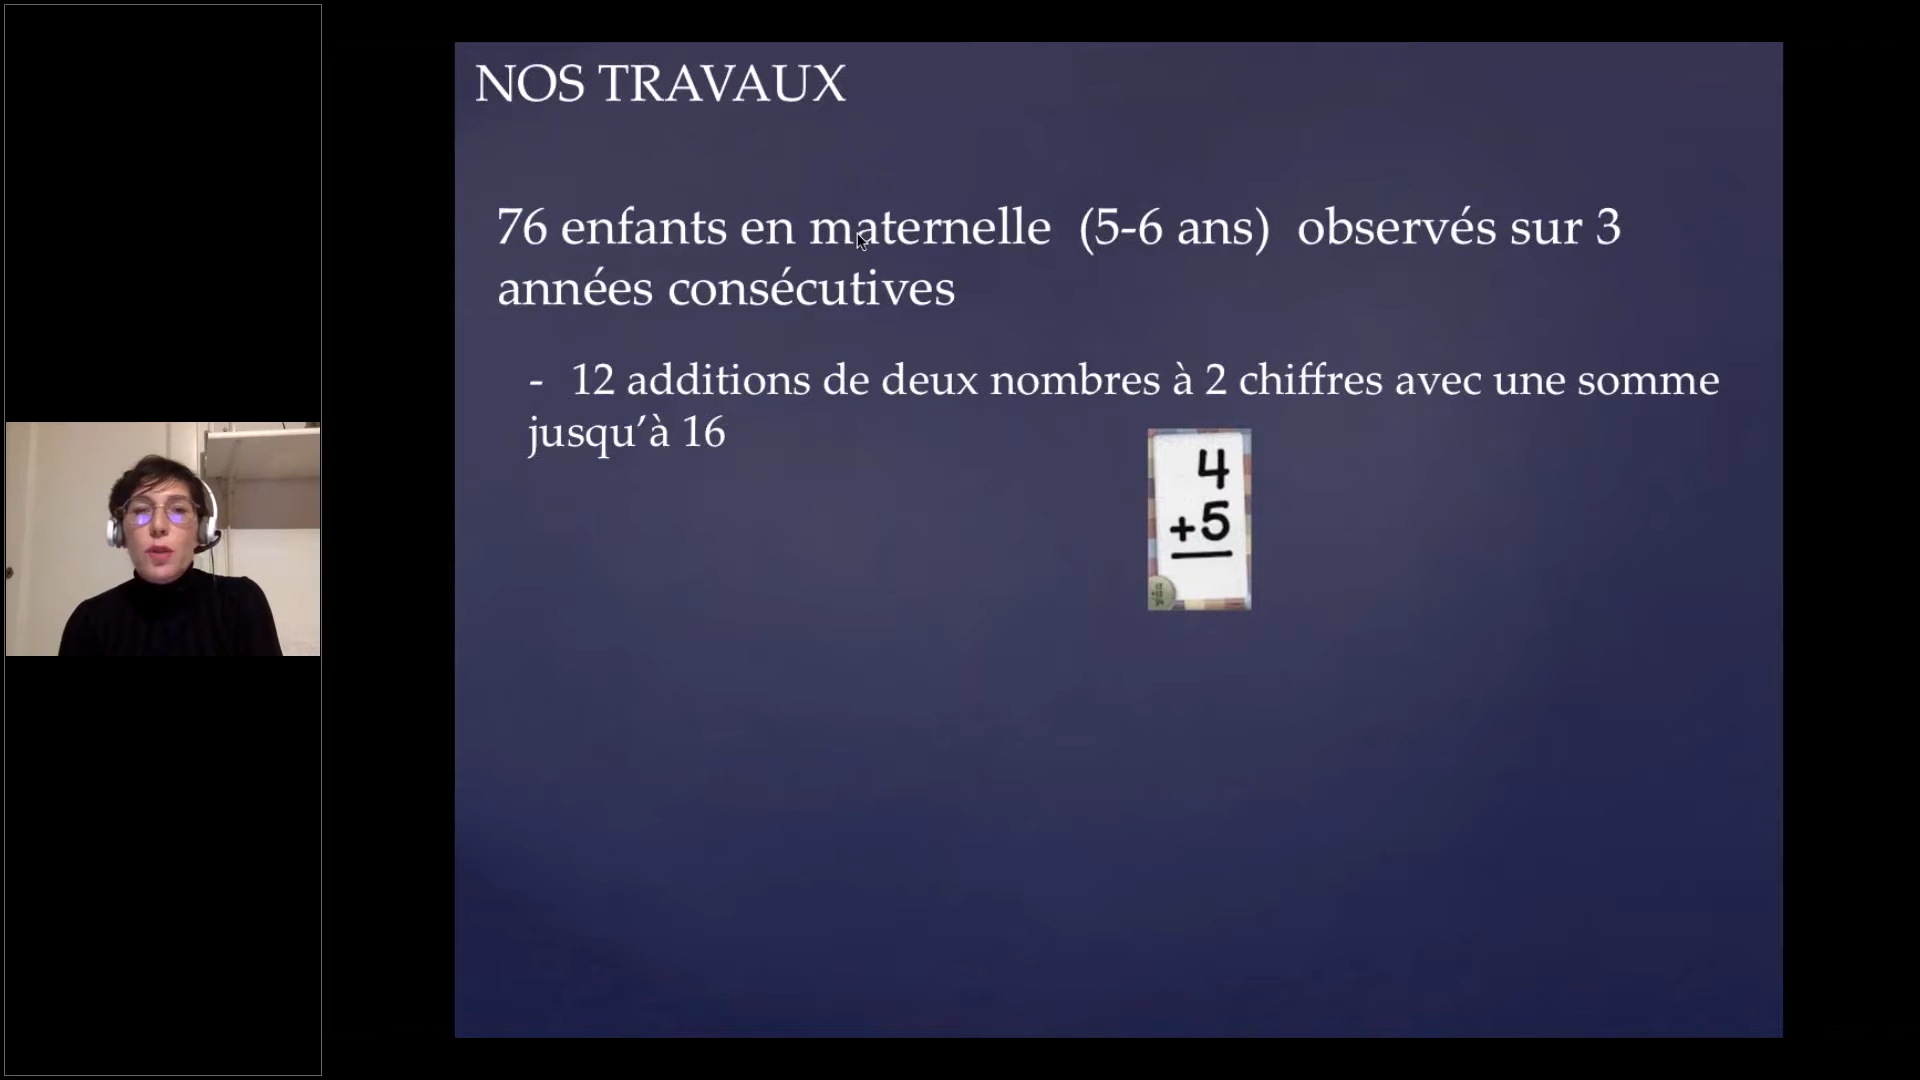 NOS TRAVAUX
76 enfants en maternelle (5-6 ans) observés sur 3
années consécutives
- 12 additions de deux nombres à 2 chiffres avec une somme
jusqu’à 16
4
+5